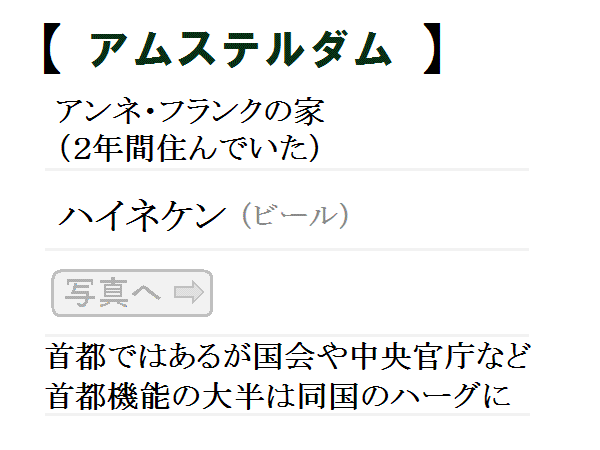 【 アムステルダム 】
アンネ・フランクの家
（2年間住んでいた）
ハイネケン（ビール）
写真へ ⇨
首都ではあるが国会や中央官庁など
首都機能の大半は同国のハーグに